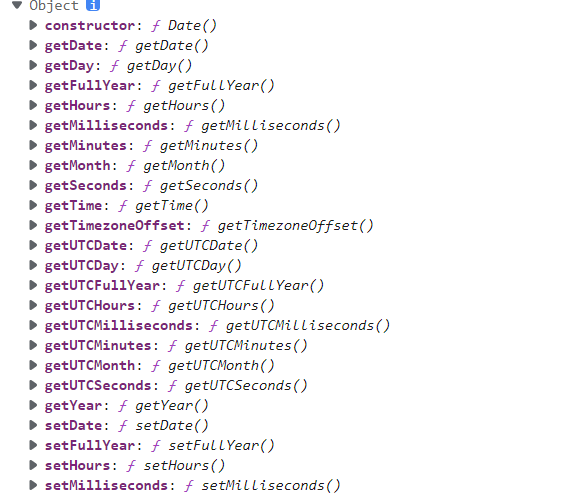 Object i
constructor: ƒ Date()
getDate: ƒ getDate()
getDay: ƒ getDay()
getFullYear: ƒ getFullYear()
getHours: ƒ getHours()
getMilliseconds: ƒ getMilliseconds()
getMinutes: ƒ getMinutes()
getMonth: ƒ getMonth()
getSeconds: ƒ getSeconds()
getTime: ƒ getTime()
getTimezoneOffset: ƒ getTimezoneOffset()
getUTCDate: ƒ getUTCDate()
getUTCDay: ƒ getUTCDay()
getUTCFullYear: ƒ getUTCFullYear()
getUTCHours: ƒ getUTCHours()
getUTCMilliseconds: ƒ getUTCMilliseconds()
getUTCMinutes: ƒ getUTCMinutes()
getUTCMonth: ƒ getUTCMonth()
getUTCSeconds: ƒ getUTCSeconds()
getYear: ƒ getYear()
setDate: ƒ setDate()
setFullYear: ƒ setFullYear()
setHours: ƒ setHours()
setMilliseconds: ƒ setMilliseconds()